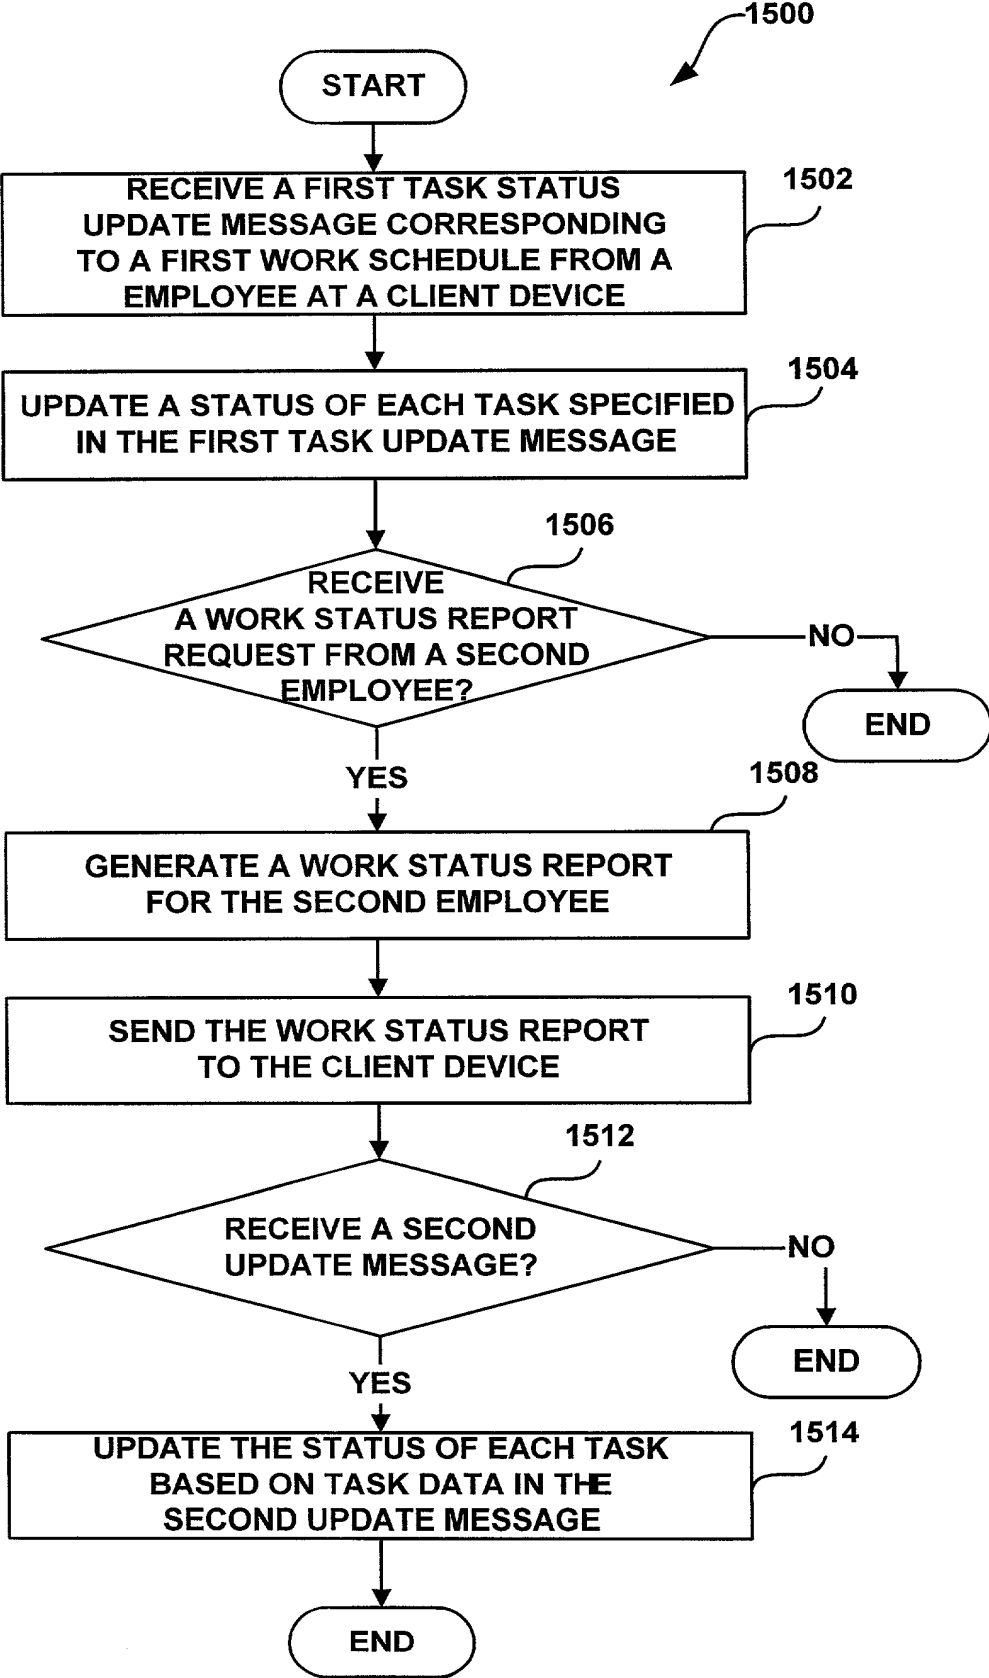 1500
START
1502
RECEIVE A FIRST TASK STATUS
UPDATE MESSAGE CORRESPONDING
TO A FIRST WORK SCHEDULE FROM A
EMPLOYEE AT A CLIENT DEVICE
1504
UPDATE A STATUS OF EACH TASK SPECIFIED
IN THE FIRST TASK UPDATE MESSAGE
1506
RECEIVE
A WORK STATUS REPORT
REQUEST FROM A SECOND
EMPLOYEE?
NO
END
YES
1508
GENERATE A WORK STATUS REPORT
FOR THE SECOND EMPLOYEE
1510
SEND THE WORK STATUS REPORT
TO THE CLIENT DEVICE
1512
RECEIVE A SECOND
UPDATE MESSAGE?
NO
END
YES
1514
UPDATE THE STATUS OF EACH TASK
BASED ON TASK DATA IN THE
SECOND UPDATE MESSAGE
END